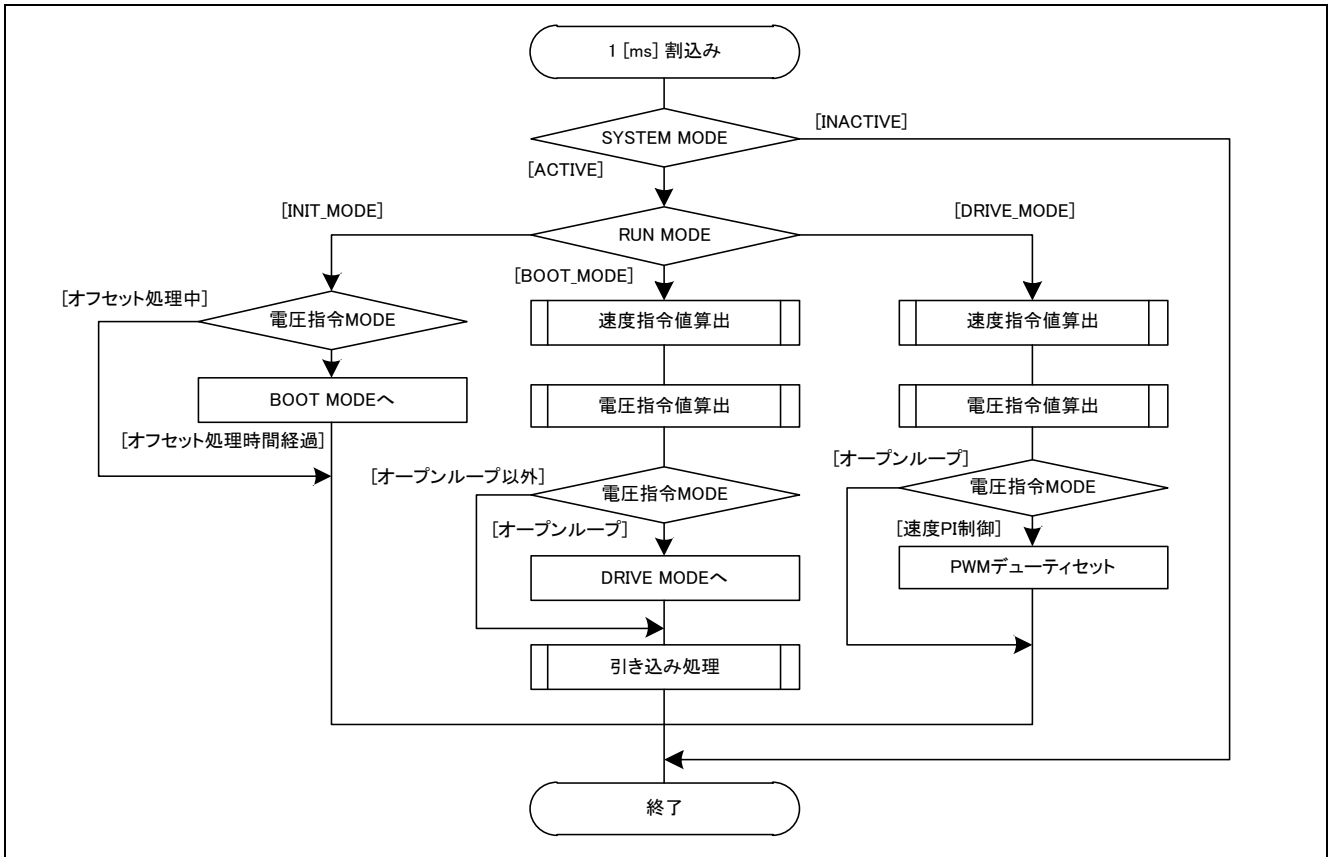 1 [ms] 割込み
SYSTEM MODE
[INACTIVE]
[ACTIVE]
RUN MODE
[INIT_MODE]
[DRIVE_MODE]
[BOOT_MODE]
[オフセット処理中]
電圧指令MODE
BOOT MODEへ
[オフセット処理時間経過]
速度指令値算出
電圧指令値算出
[オープンループ以外]
電圧指令MODE
[オープンループ]
DRIVE MODEへ
引き込み処理
速度指令値算出
電圧指令値算出
[オープンループ]
電圧指令MODE
[速度PI制御]
PWMデューティセット
終了